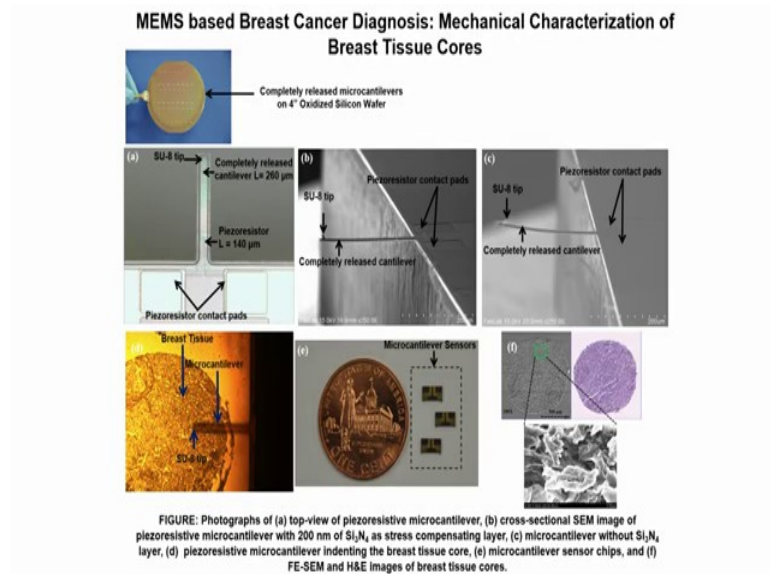 MEMS based Breast Cancer Diagnosis: Mechanical Characterization of
Breast Tissue Cores
Completely released microcantilevers
on 4" Oxidized Silicon Wafer
(a)
SU-8 tip
Completely released
cantilever L= 260 µm
Piezoresistor
L = 140 µm
Piezoresistor contact pads
(b)
Piezoresistor contact pads
SU-8 tip
Completely released cantilever
(c)
Piezoresistor contact pads
SU-8 tip
Completely released cantilever
(d)
Breast Tissue
Microcantilever
SU-8 tip
(e)
Microcantilever Sensors
ONE CENT
(f)
FIGURE: Photographs of (a) top-view of piezoresistive microcantilever, (b) cross-sectional SEM image of
piezoresistive microcantilever with 200 nm of Si₃N₄ as stress compensating layer, (c) microcantilever without Si₃N₄
layer, (d) piezoresistive microcantilever indenting the breast tissue core, (e) microcantilever sensor chips, and (f)
FE-SEM and H&E images of breast tissue cores.